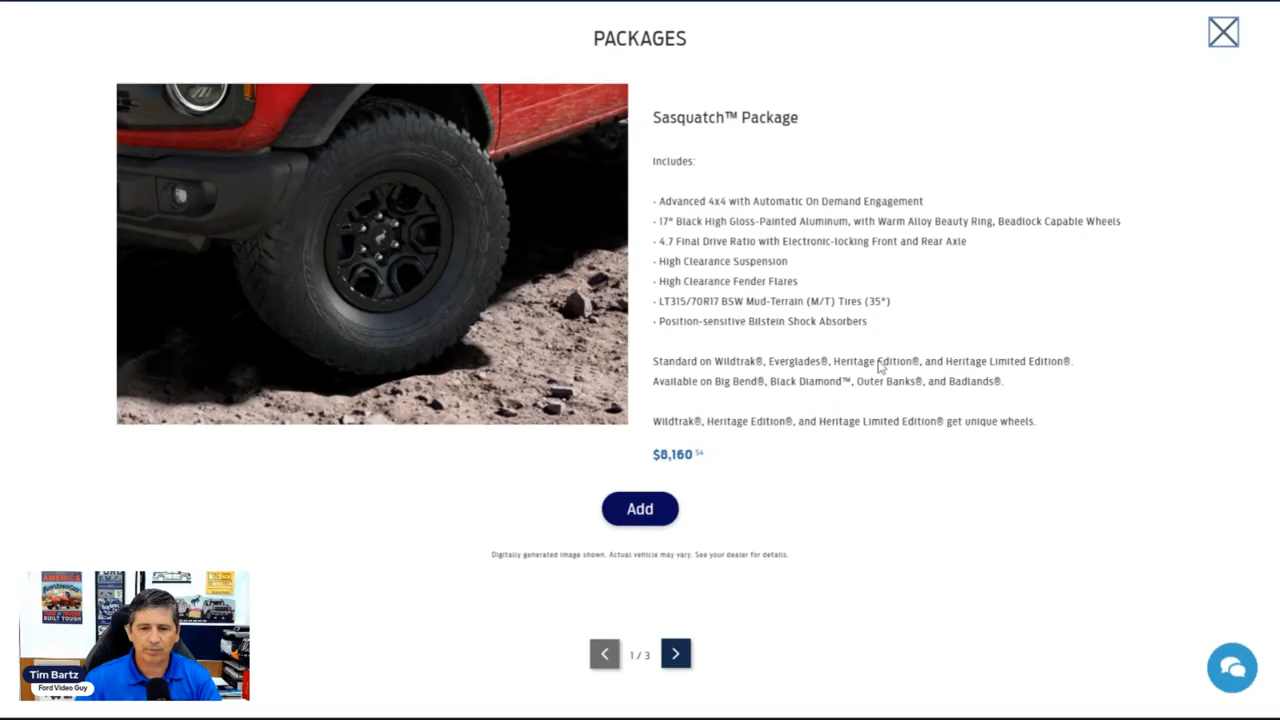 PACKAGES
Sasquatch™ Package
Includes:
· Advanced 4x4 with Automatic On Demand Engagement
· 17" Black High Gloss-Painted Aluminum, with Warm Alloy Beauty Ring, Beadlock Capable Wheels
· 4.7 Final Drive Ratio with Electronic-locking Front and Rear Axle
· High Clearance Suspension
· High Clearance Fender Flares
· LT315/70R17 BSW Mud-Terrain (M/T) Tires (35")
· Position-sensitive Bilstein Shock Absorbers
Standard on Wildtrak®, Everglades®, Heritage Edition®, and Heritage Limited Edition®.
Available on Big Bend®, Black Diamond™, Outer Banks®, and Badlands®.
Wildtrak®, Heritage Edition®, and Heritage Limited Edition® get unique wheels.
$8,160 54
Add
Digitally generated image shown. Actual vehicle may vary. See your dealer for details.
1 / 3
AMERICA
BUILT TOUGH
Tim Bartz
Ford Video Guy